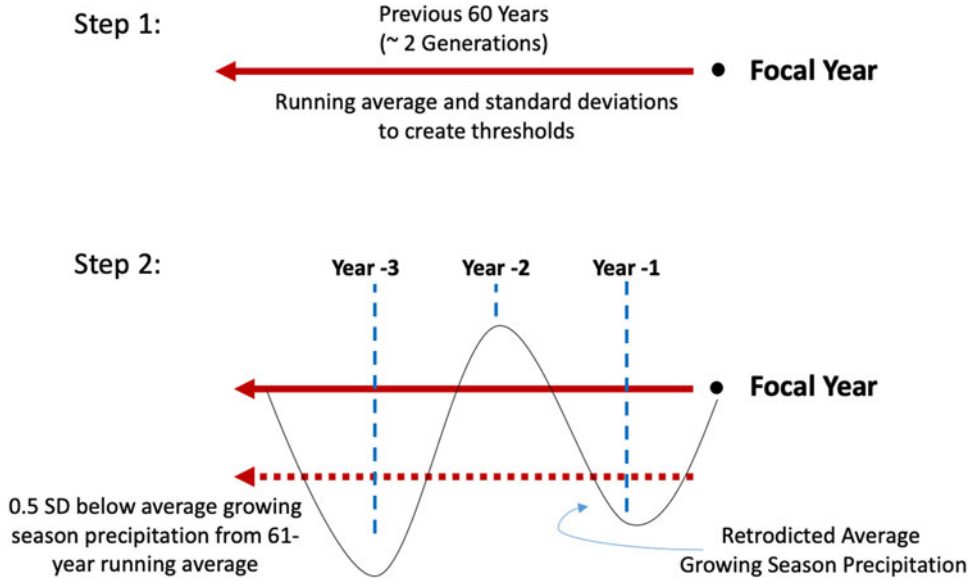 Step 1:
Previous 60 Years
(~ 2 Generations)
Focal Year
Running average and standard deviations
to create thresholds
Step 2:
Year -3
Year -2
Year -1
Focal Year
0.5 SD below average growing
season precipitation from 61-
year running average
Retrodicted Average
Growing Season Precipitation